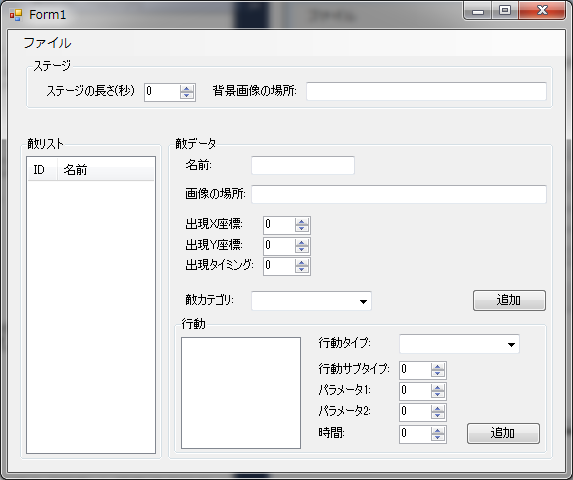 Form1
ファイル
ファイル
ステージ
ステージの長さ(秒) 0 背景画像の場所:
敵リスト
ID 名前
敵データ
名前:
画像の場所:
出現X座標: 0
出現Y座標: 0
出現タイミング: 0
敵カテゴリ: 追加
行動
行動タイプ:
行動サブタイプ: 0
パラメータ1: 0
パラメータ2: 0
時間: 0 追加